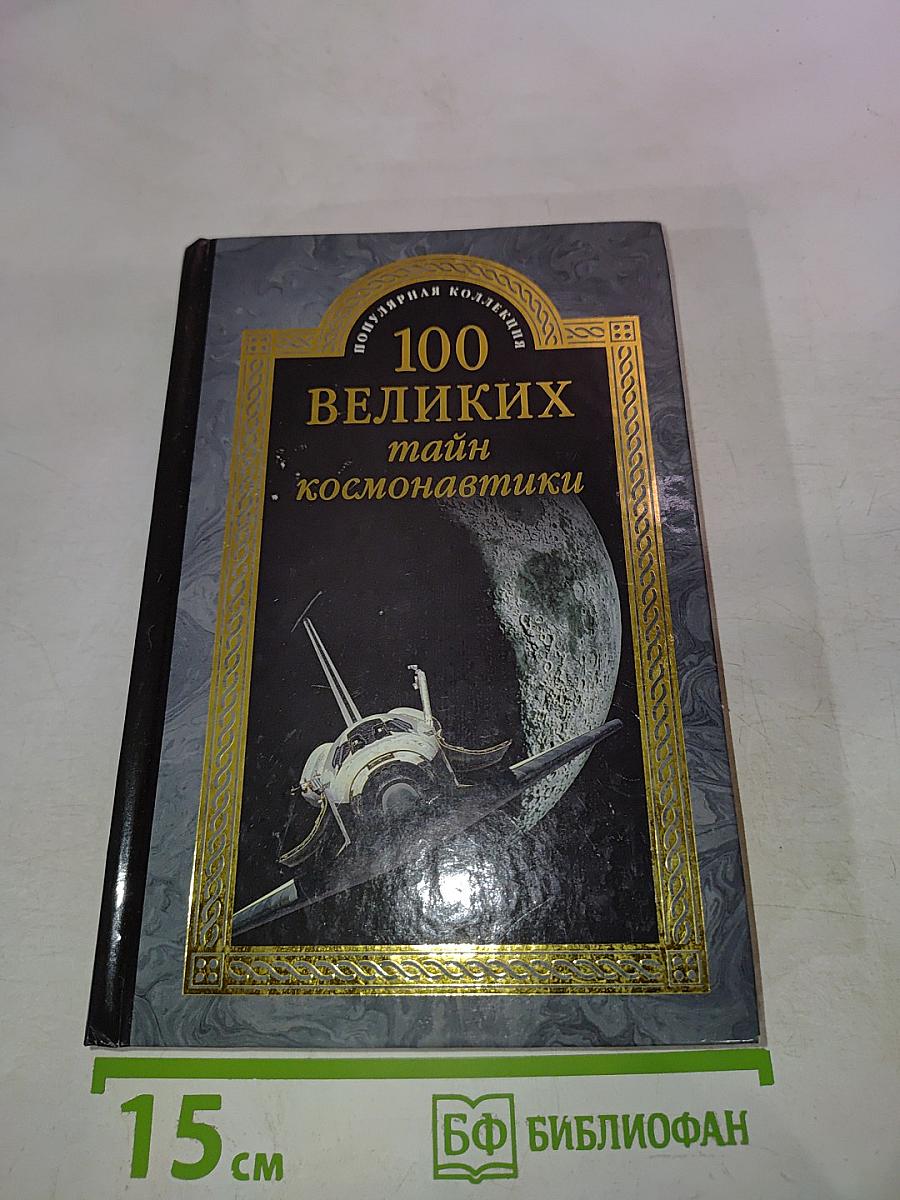 ПОПУЛЯРНАЯ КОЛЛЕКЦИЯ
100
ВЕЛИКИХ
тайн
космонавтики
15 см
БФ БИБЛИОФАН